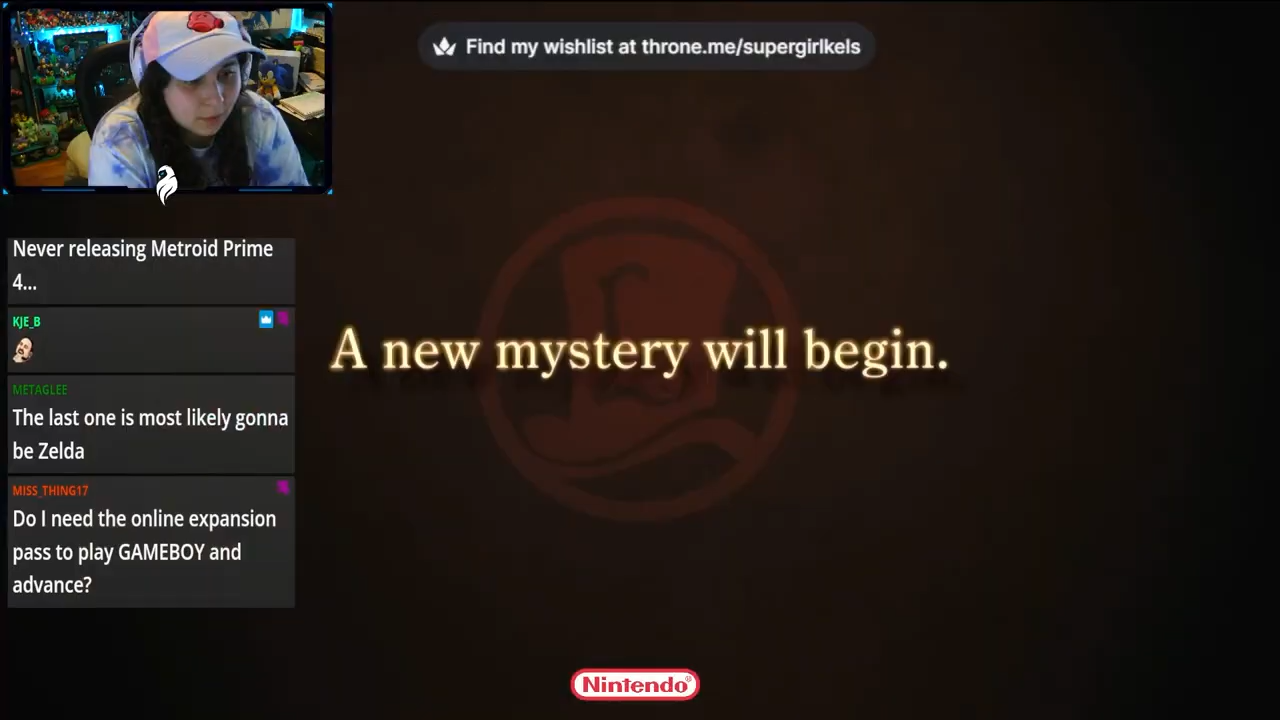 Find my wishlist at throne.me/supergirlkels
Never releasing Metroid Prime
4...
KJE_B
METAGLEE
The last one is most likely gonna
be Zelda
MISS_THING17
Do I need the online expansion
pass to play GAMEBOY and
advance?
A new mystery will begin.
Nintendo®